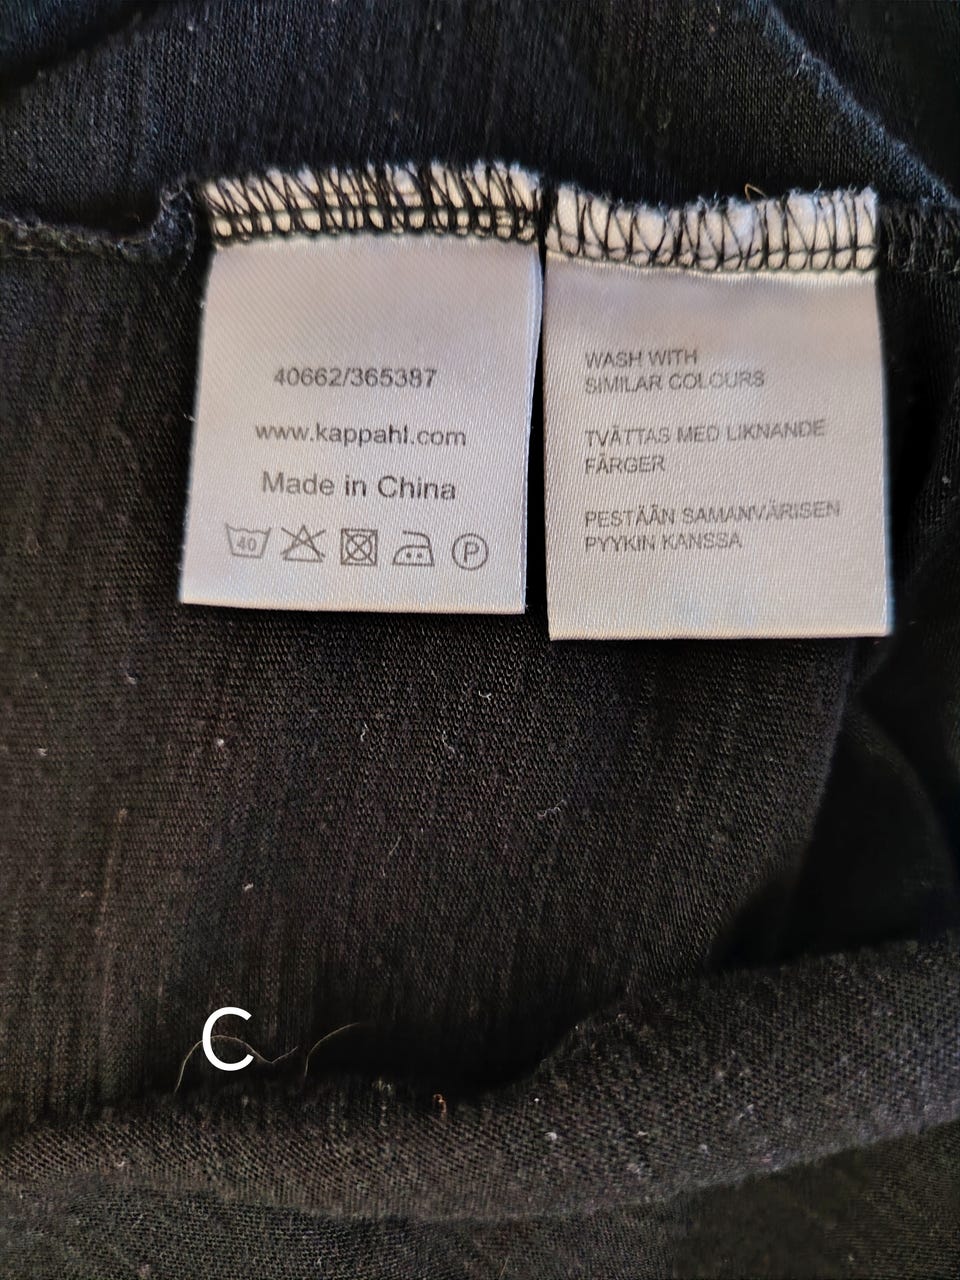 40662/365387
www.kappahl.com
Made in China
40 P
WASH WITH
SIMILAR COLOURS
TVÄTTAS MED LIKNANDE
FÄRGER
PESTÄÄN SAMANVÄRISEN
PYYKIN KANSSA
C